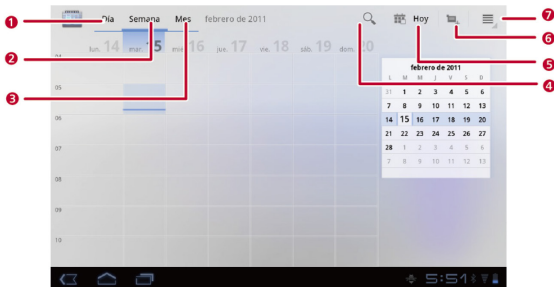 1 Día Semana Mes febrero de 2011 Hoy 7
6
lun. 14 mar. 15 mié. 16 jue. 17 vie. 18 sáb. 19 dom. 20
2
5
04
febrero de 2011
4
L M M J V S D
3
05
31 1 2 3 4 5 6
7 8 9 10 11 12 13
06
14 15 16 17 18 19 20
21 22 23 24 25 26 27
07
28 1 2 3 4 5 6
7 8 9 10 11 12 13
08
09
10
5:51